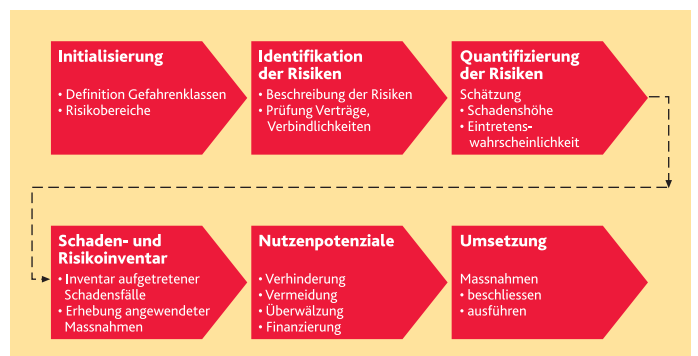 Initialisierung
• Definition Gefahrenklassen
• Risikobereiche
Identifikation
der Risiken
• Beschreibung der Risiken
• Prüfung Verträge,
Verbindlichkeiten
Quantifizierung
der Risiken
Schätzung
• Schadenshöhe
• Eintretens-
wahrscheinlichkeit
Schaden- und
Risikoinventar
• Inventar aufgetretener
Schadensfälle
• Erhebung angewendeter
Massnahmen
Nutzenpotenziale
• Verhinderung
• Vermeidung
• Überwälzung
• Finanzierung
Umsetzung
Massnahmen
• beschliessen
• ausführen